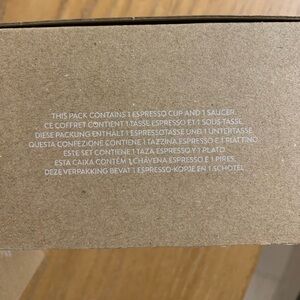 THIS PACK CONTAINS 1 ESPRESSO CUP AND 1 SAUCER.
CE COFFRET CONTIENT 1 TASSE ESPRESSO ET 1 SOUS-TASSE.
DIESE PACKUNG ENTHÄLT 1 ESPRESSOTASSE UND 1 UNTERTASSE.
QUESTA CONFEZIONE CONTIENE 1 TAZZINA ESPRESSO E 1 PIATTINO.
ESTE SET CONTIENE 1 TAZA ESPRESSO Y 1 PLATO.
ESTA CAIXA CONTÉM 1 CHÁVENA ESPRESSO E 1 PIRES.
DEZE VERPAKKING BEVAT 1 ESPRESSO-KOPJE EN 1 SCHOTEL